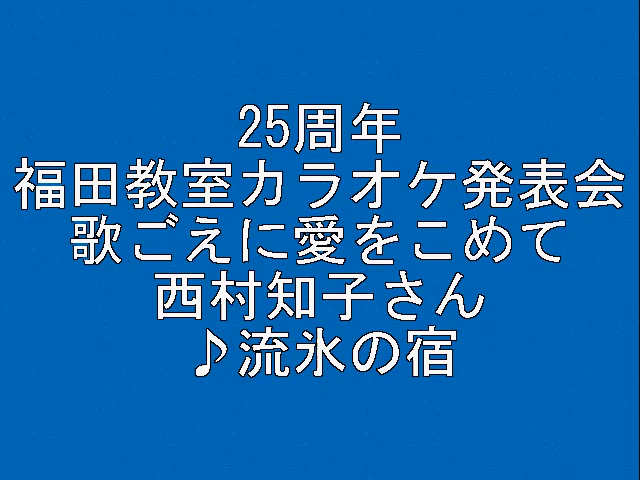 25周年
福田教室カラオケ発表会
歌ごえに愛をこめて
西村知子さん
♪流氷の宿